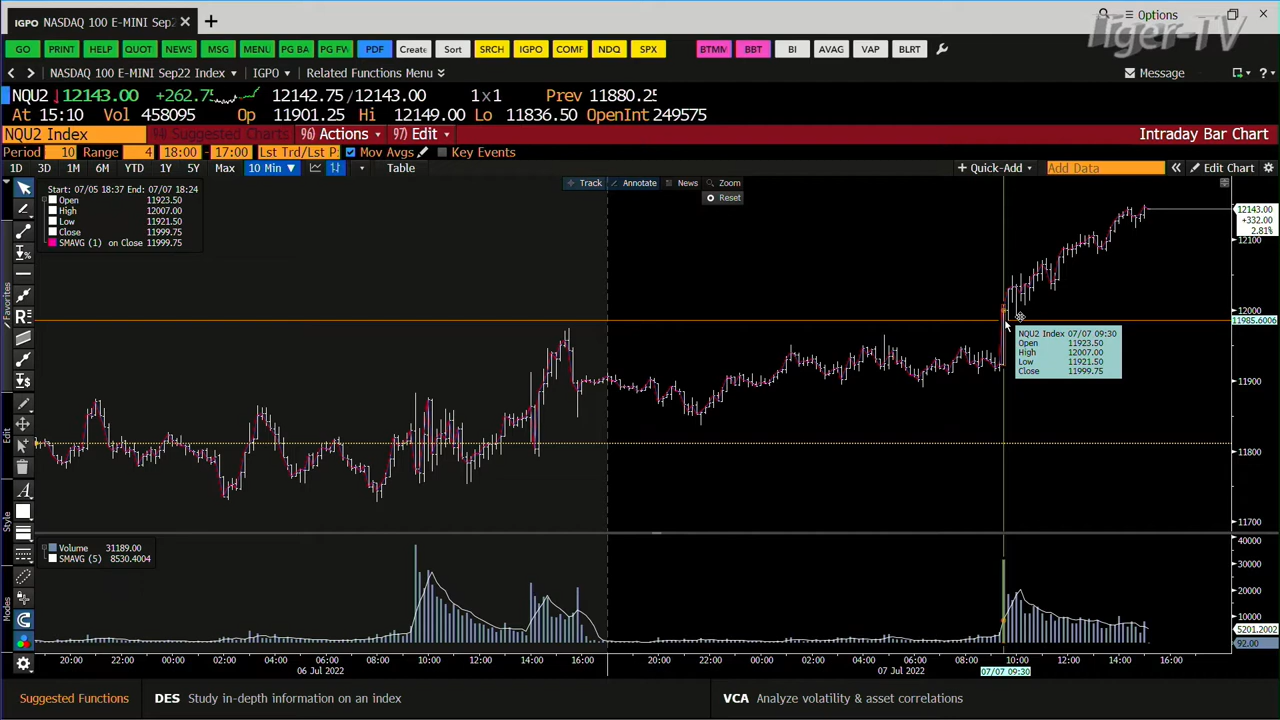 IGPO NASDAQ 100 E-MINI Sep2 × +
Options
Tiger-TV
GO PRINT HELP QUOT NEWS MSG MENU PG BA PG FW PDF Create Sort SRCH IGPO COMF NDQ SPX BTMM BBT BI AVAG VAP BLRT
NASDAQ 100 E-MINI Sep22 Index IGPO Related Functions Menu Message ?
NQU2 ↓12143.00 +262.75 12142.75/12143.00 1x1 Prev 11880.25
At 15:10 Vol 458095 Op 11901.25 Hi 12149.00 Lo 11836.50 OpenInt 249575
NQU2 Index 94) Suggested Charts 96) Actions 97) Edit Intraday Bar Chart
Period 10 Range 4 18:00 - 17:00 Lst Trd/Lst P Mov Avgs Key Events
1D 3D 1M 6M YTD 1Y 5Y Max 10 Min ▼ Table + Quick-Add Add Data « Edit Chart
Track Annotate News Zoom
Reset
Start: 07/05 18:37 End: 07/07 18:24
Open 11923.50
High 12007.00
Low 11921.50
Close 11999.75
SMAVG (1) on Close 11999.75
12143.00
+332.00
2.81%
12100
12000
11985.6006
11900
11800
11700
NQU2 Index 07/07 09:30
Open 11923.50
High 12007.00
Low 11921.50
Close 11999.75
Favorites
Edit
Style
Modes
Volume 31189.00
SMAVG (5) 8530.4004
40000
30000
20000
10000
5201.2002
92.00
20:00 22:00 00:00 02:00 04:00 06:00 08:00 10:00 12:00 14:00 16:00 20:00 22:00 00:00 02:00 04:00 06:00 08:00 10:00 12:00 14:00 16:00
06 Jul 2022 07 Jul 2022 07/07 09:30
Suggested Functions DES Study in-depth information on an index VCA Analyze volatility & asset correlations